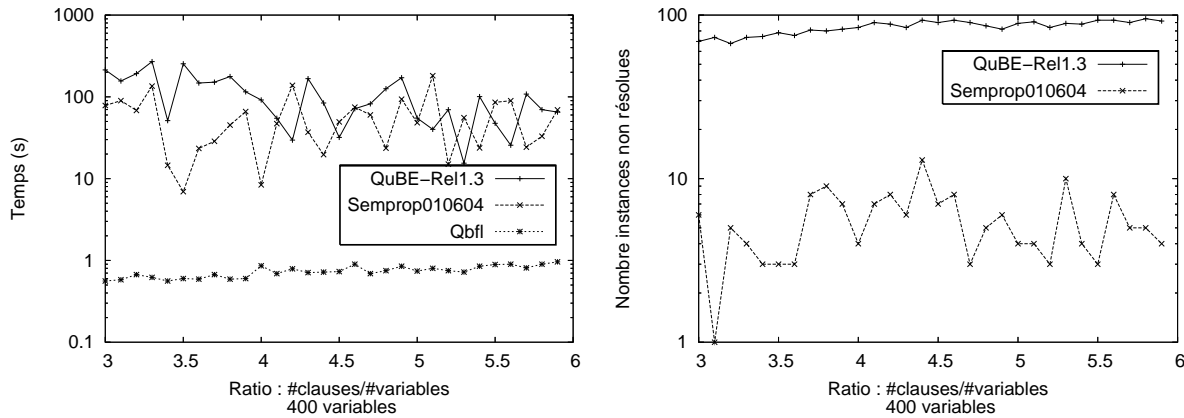 1000
100
10
1
0.1
Temps (s)
QuBE-Rel1.3
Semprop010604
Qbfl
3 3.5 4 4.5 5 5.5 6
Ratio : #clauses/#variables
400 variables
100
10
1
Nombre instances non résolues
QuBE-Rel1.3
Semprop010604
3 3.5 4 4.5 5 5.5 6
Ratio : #clauses/#variables
400 variables